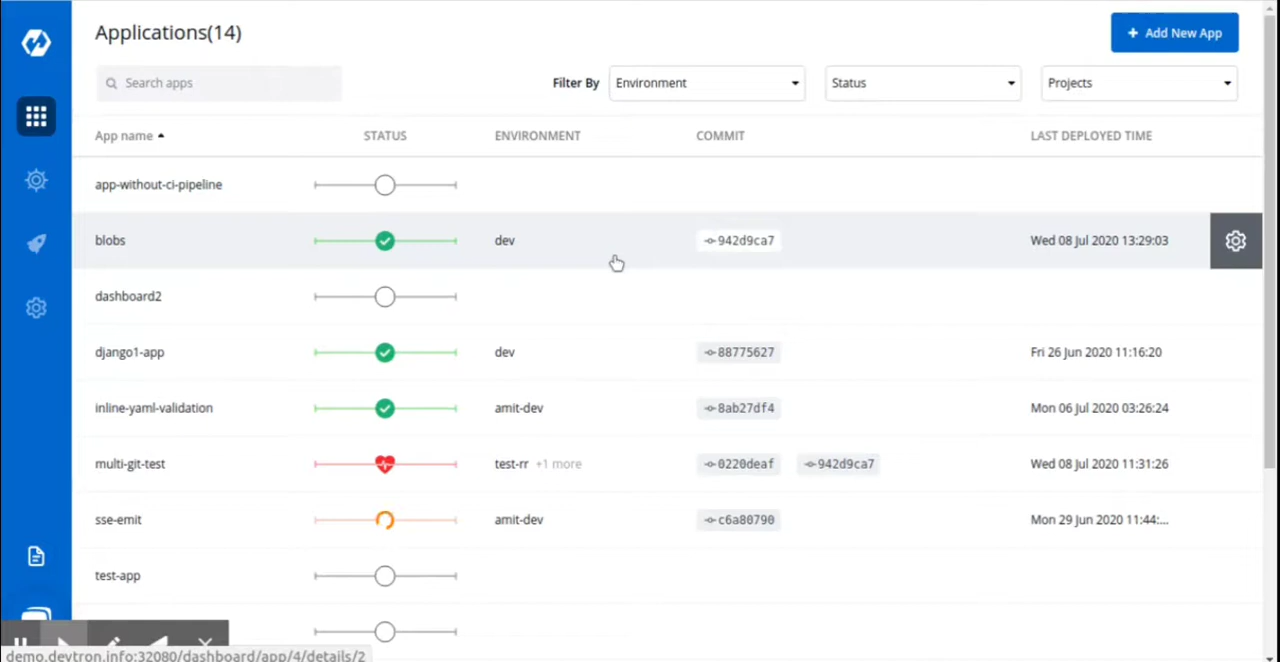 Applications(14)
+ Add New App
Search apps
Filter By Environment Status Projects
App name STATUS ENVIRONMENT COMMIT LAST DEPLOYED TIME
app-without-ci-pipeline
blobs dev 942d9ca7 Wed 08 Jul 2020 13:29:03
dashboard2
django1-app dev 88775627 Fri 26 Jun 2020 11:16:20
inline-yaml-validation amit-dev 8ab27df4 Mon 06 Jul 2020 03:26:24
multi-git-test test-rr +1 more 0220deaf 942d9ca7 Wed 08 Jul 2020 11:31:26
sse-emit amit-dev c6a80790 Mon 29 Jun 2020 11:44:...
test-app
demo.devtron.info:32080/dashboard/app/4/details/2